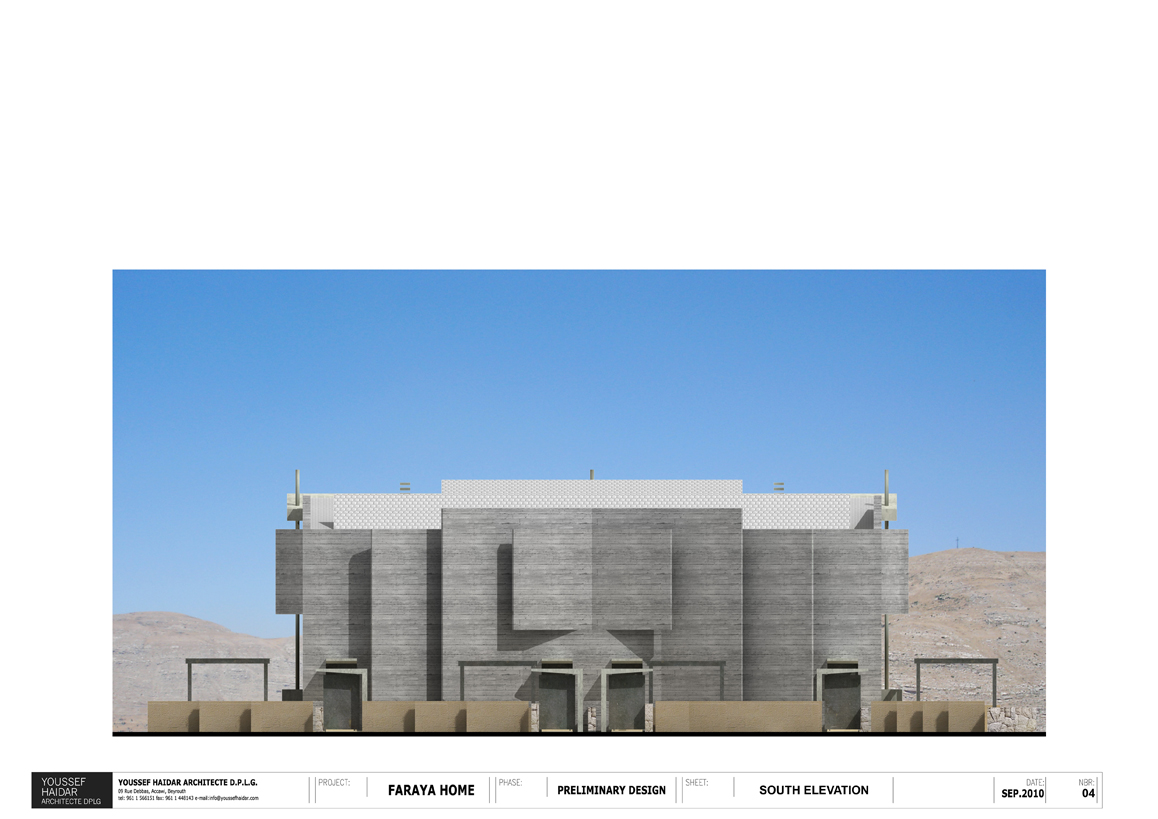 YOUSSEF
HAIDAR
ARCHITECTE DPLG
YOUSSEF HAIDAR ARCHITECTE D.P.L.G.
09 Rue Debbas, Accawi, Beyrouth
tel: 961 1 566151 fax: 961 1 448143 e-mail:info@youssefhaidar.com
PROJECT:
FARAYA HOME
PHASE:
PRELIMINARY DESIGN
SHEET:
SOUTH ELEVATION
DATE:
SEP.2010
NBR:
04